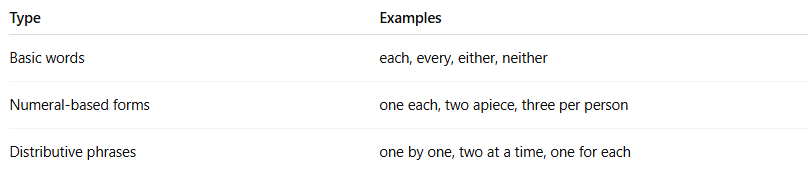 Type Examples
Basic words each, every, either, neither
Numeral-based forms one each, two apiece, three per person
Distributive phrases one by one, two at a time, one for each